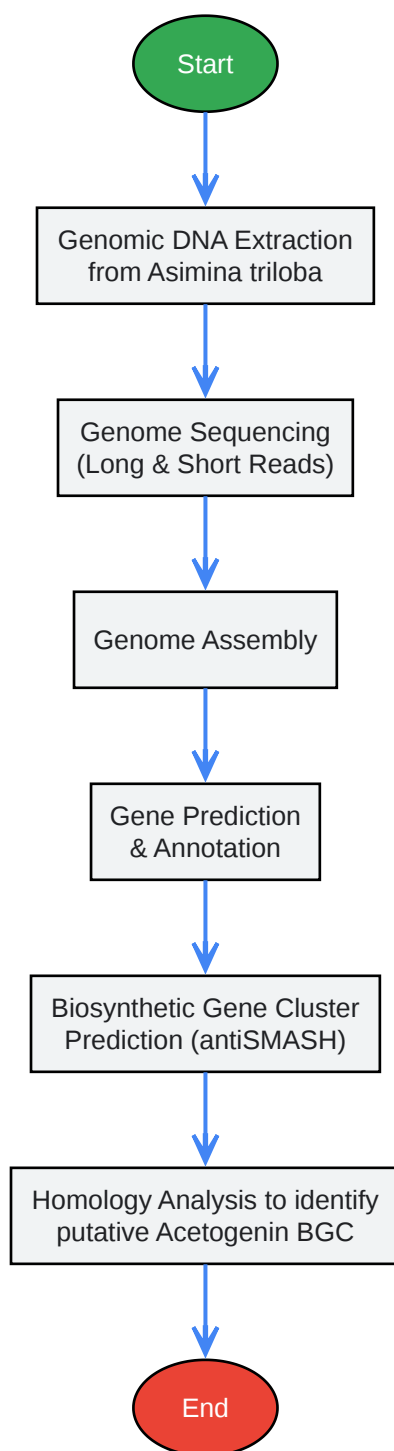 Start
Genomic DNA Extraction
from Asimina triloba
Genome Sequencing
(Long & Short Reads)
Genome Assembly
Gene Prediction
& Annotation
Biosynthetic Gene Cluster
Prediction (antiSMASH)
Homology Analysis to identify
putative Acetogenin BGC
End